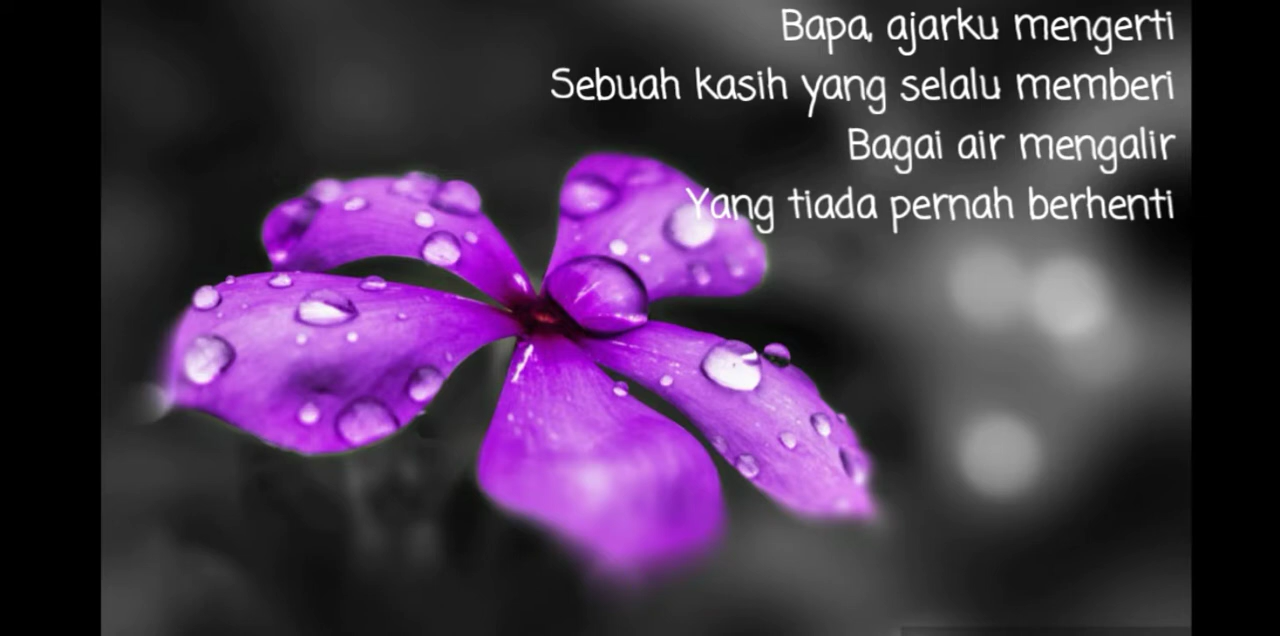 Bapa, ajarku mengerti
Sebuah kasih yang selalu memberi
Bagai air mengalir
Yang tiada pernah berhenti